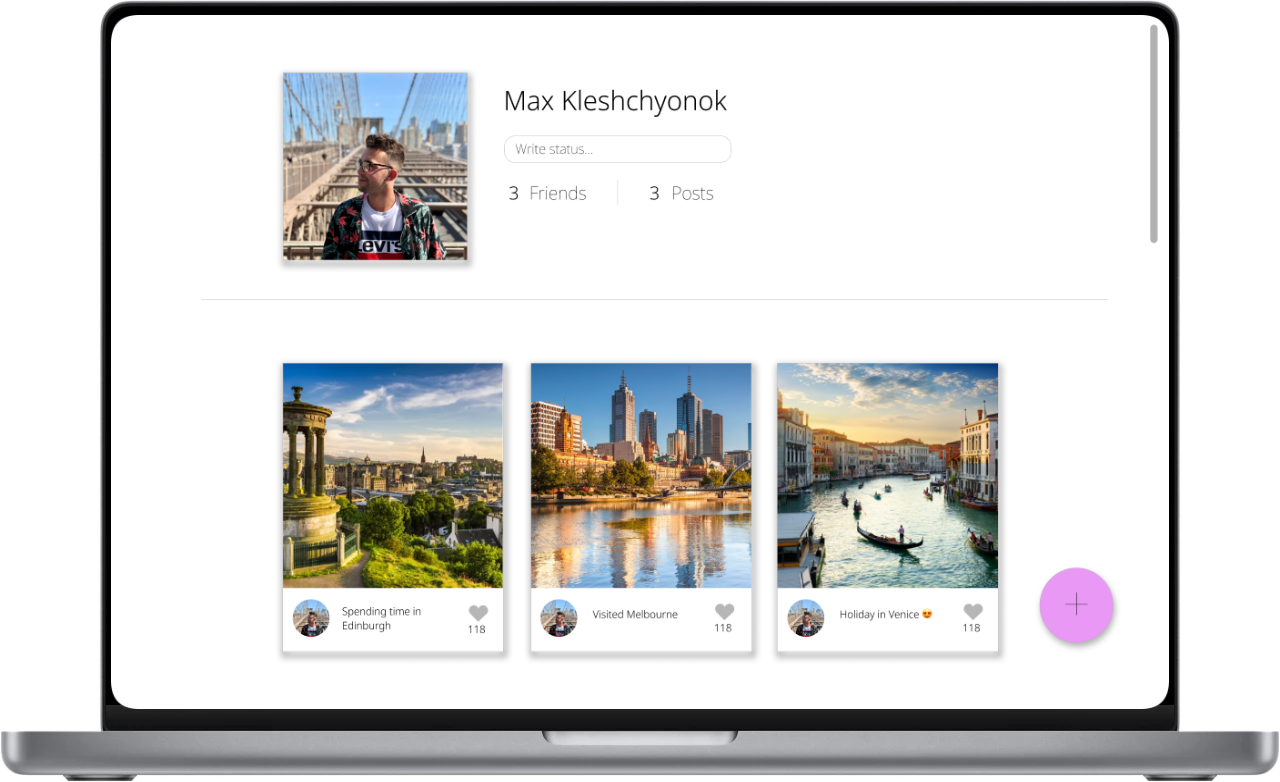 Max Kleshchyonok
Write status...
3 Friends 3 Posts
LEVI'S
Spending time in
Edinburgh
118
Visited Melbourne
118
Holiday in Venice 😍
118